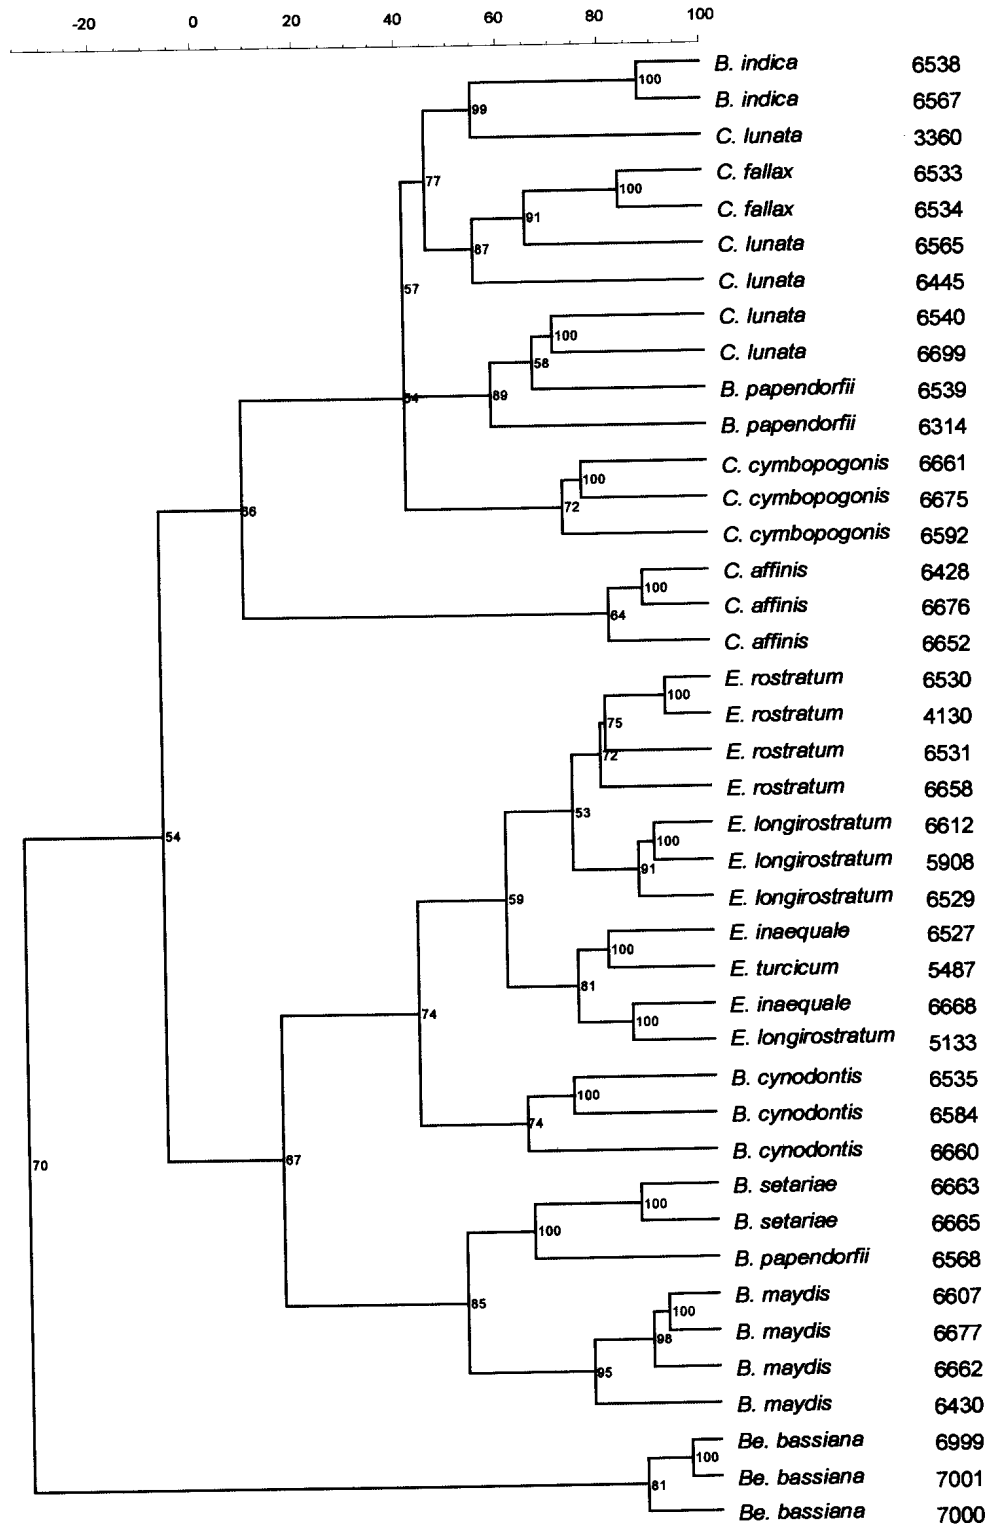 -20 0 20 40 60 80 100
B. indica 6538
100
B. indica 6567
99
C. lunata 3360
C. fallax 6533
77
100
C. fallax 6534
91
C. lunata 6565
87
C. lunata 6445
57
C. lunata 6540
100
C. lunata 6699
58
B. papendorfii 6539
54
89
B. papendorfii 6314
C. cymbopogonis 6661
100
C. cymbopogonis 6675
72
86
C. cymbopogonis 6592
C. affinis 6428
100
C. affinis 6676
64
C. affinis 6652
E. rostratum 6530
100
E. rostratum 4130
75
E. rostratum 6531
72
E. rostratum 6658
53
E. longirostratum 6612
54
100
E. longirostratum 5908
91
E. longirostratum 6529
59
E. inaequale 6527
100
E. turcicum 5487
81
E. inaequale 6668
74
100
E. longirostratum 5133
B. cynodontis 6535
100
B. cynodontis 6584
74
B. cynodontis 6660
67
70
B. setariae 6663
100
B. setariae 6665
100
B. papendorfii 6568
B. maydis 6607
85
100
B. maydis 6677
98
B. maydis 6662
95
B. maydis 6430
Be. bassiana 6999
100
Be. bassiana 7001
81
Be. bassiana 7000